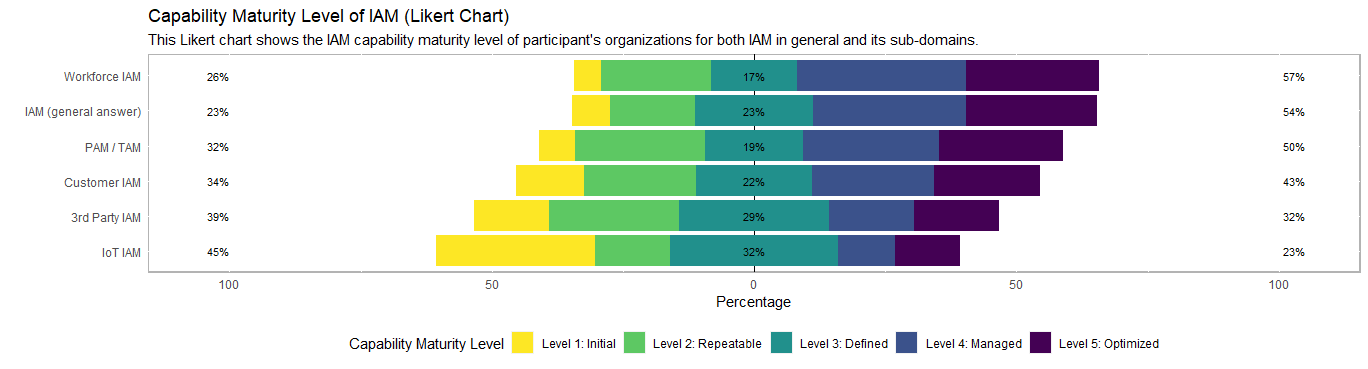 Capability Maturity Level of IAM (Likert Chart)
This Likert chart shows the IAM capability maturity level of participant's organizations for both IAM in general and its sub-domains.
Workforce IAM 26% 17% 57%
IAM (general answer) 23% 23% 54%
PAM / TAM 32% 19% 50%
Customer IAM 34% 22% 43%
3rd Party IAM 39% 29% 32%
IoT IAM 45% 32% 23%
100 50 0 50 100
Percentage
Capability Maturity Level Level 1: Initial Level 2: Repeatable Level 3: Defined Level 4: Managed Level 5: Optimized